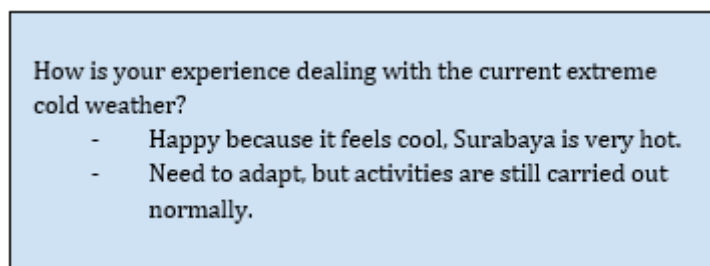 How is your experience dealing with the current extreme
cold weather?
- Happy because it feels cool, Surabaya is very hot.
- Need to adapt, but activities are still carried out
normally.